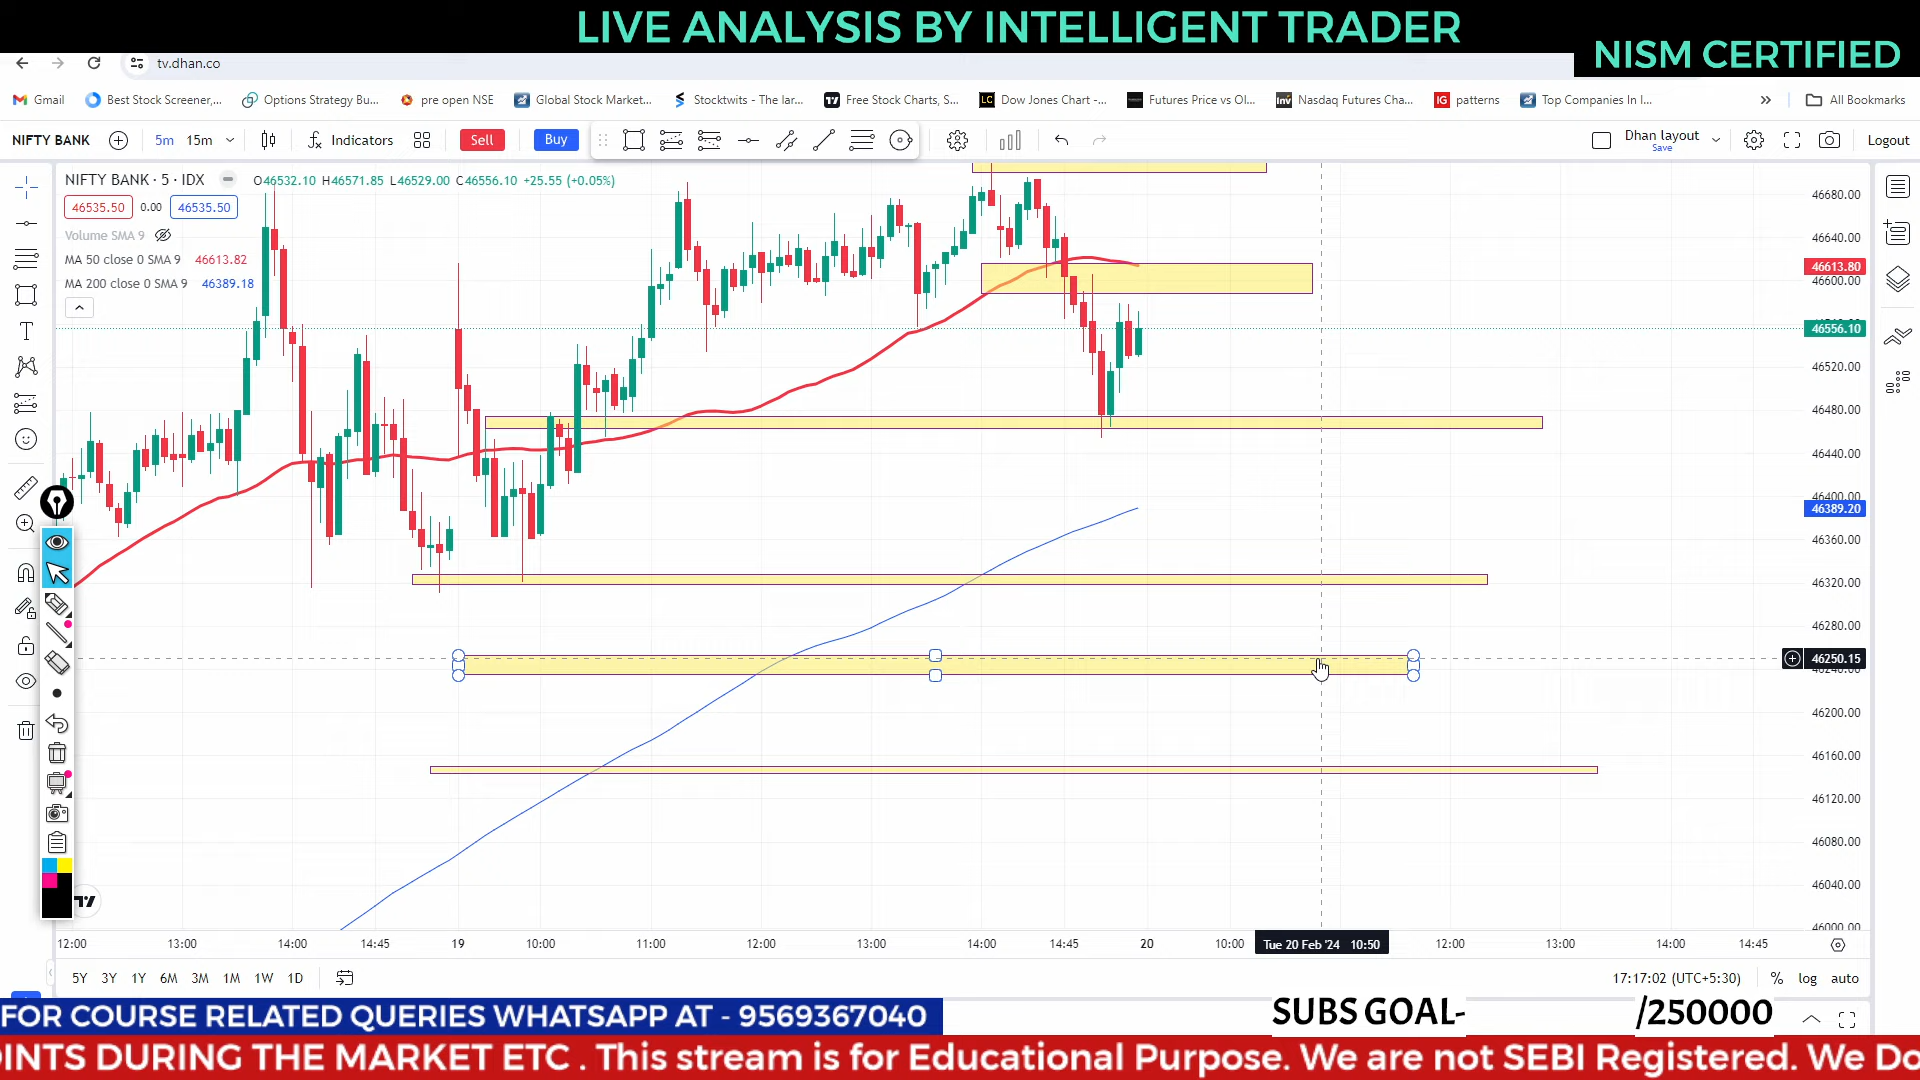 LIVE ANALYSIS BY INTELLIGENT TRADER
NISM CERTIFIED
tv.dhan.co
Gmail
Best Stock Screener,...
Options Strategy Bu...
pre open NSE
Global Stock Market...
Stocktwits - The lar...
Free Stock Charts, S...
Dow Jones Chart -...
Futures Price vs Ol...
Nasdaq Futures Cha...
patterns
Top Companies In I...
All Bookmarks
NIFTY BANK
5m 15m
Indicators
Sell
Buy
Dhan layout
Save
Logout
NIFTY BANK · 5 · IDX
O46532.10 H46571.85 L46529.00 C46556.10 +25.55 (+0.05%)
46535.50 0.00 46535.50
Volume SMA 9
MA 50 close 0 SMA 9 46613.82
MA 200 close 0 SMA 9 46389.18
46680.00
46640.00
46613.80
46600.00
46556.10
46520.00
46480.00
46440.00
46400.00
46389.20
46360.00
46320.00
46280.00
46250.15
46200.00
46160.00
46120.00
46080.00
46040.00
46000.00
12:00 13:00 14:00 14:45 19 10:00 11:00 12:00 13:00 14:00 14:45 20 10:00 Tue 20 Feb '24 10:50 12:00 13:00 14:00 14:45
5Y 3Y 1Y 6M 3M 1M 1W 1D
17:17:02 (UTC+5:30) % log auto
FOR COURSE RELATED QUERIES WHATSAPP AT - 9569367040
SUBS GOAL- /250000
OINTS DURING THE MARKET ETC . This stream is for Educational Purpose. We are not SEBI Registered. We Do